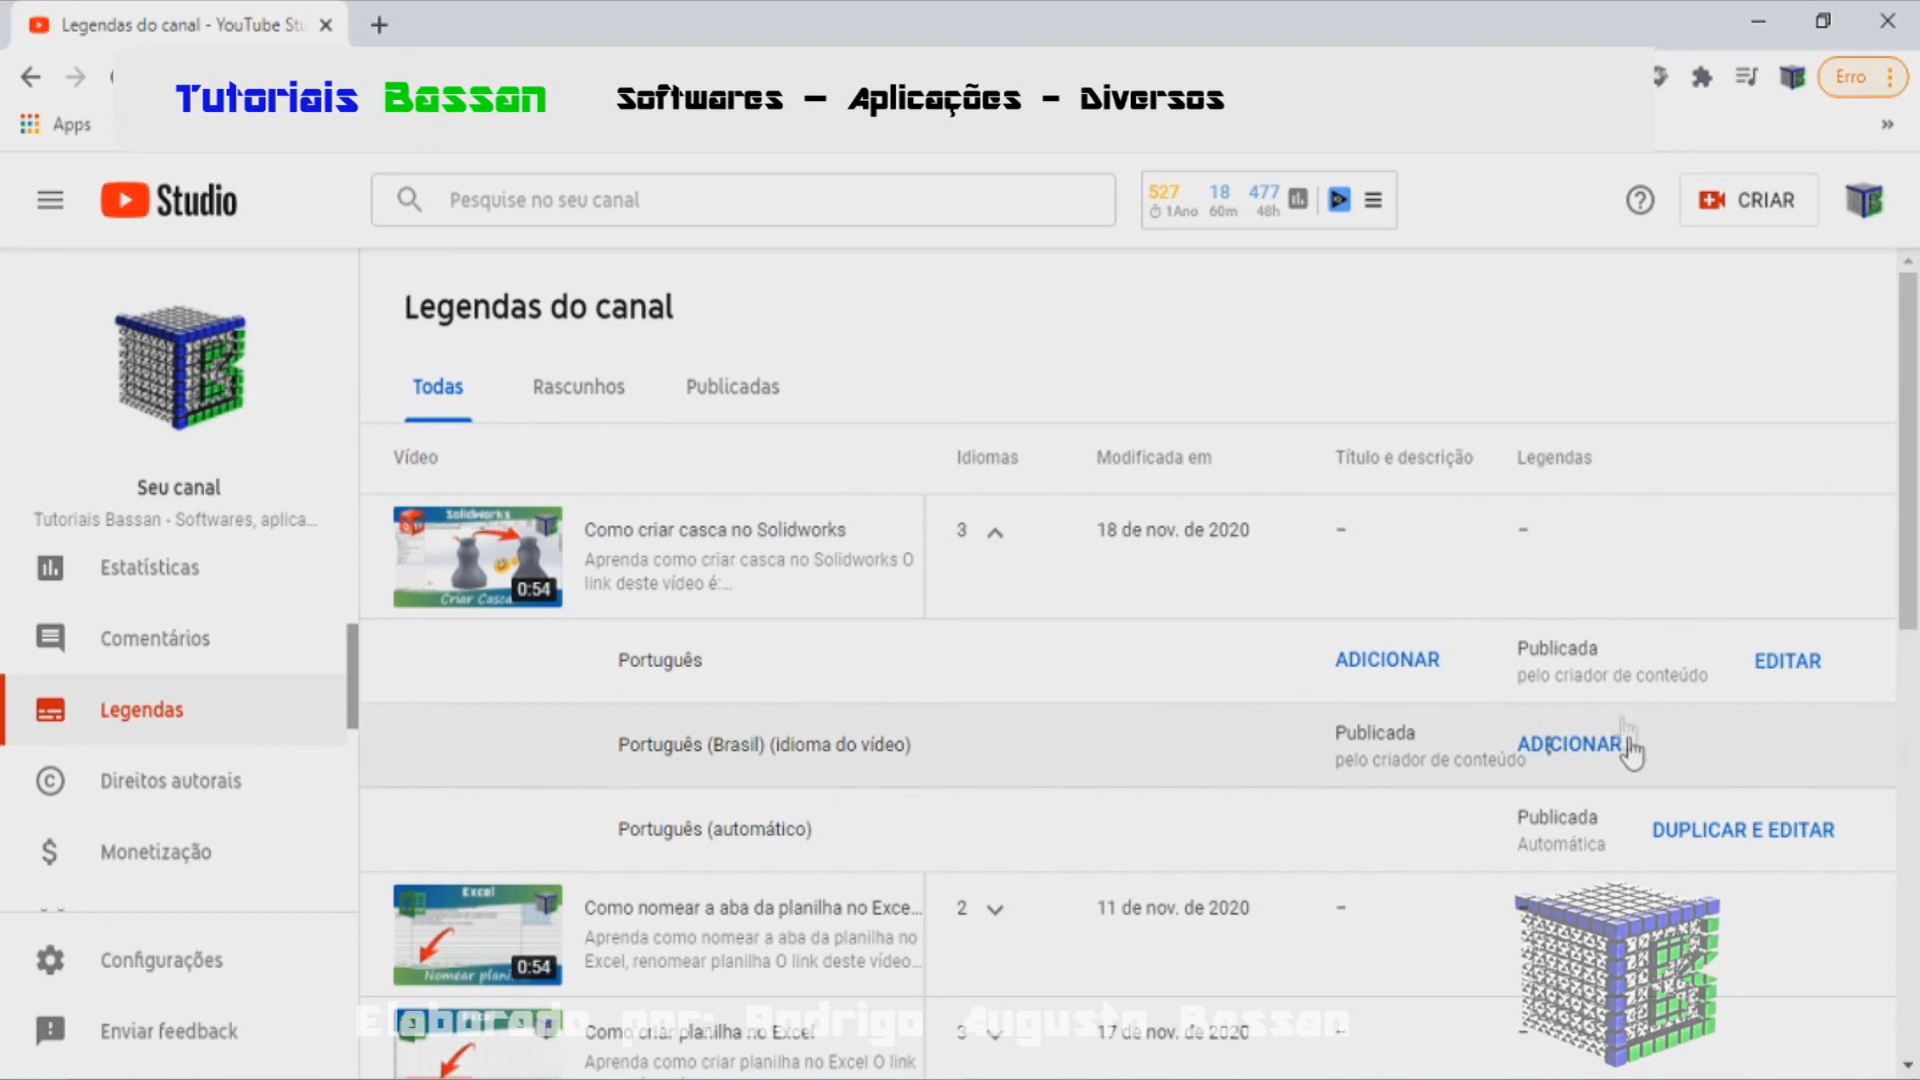 Legendas do canal - YouTube Stu
Tutoriais Bassan Softwares - Aplicações - Diversos
Erro
Apps
»
Studio
Pesquise no seu canal
527 18 477
1Ano 60m 48h
CRIAR
Seu canal
Tutoriais Bassan - Softwares, aplica...
Estatísticas
Comentários
Legendas
Direitos autorais
Monetização
Configurações
Enviar feedback
Legendas do canal
Todas Rascunhos Publicadas
Vídeo Idiomas Modificada em Título e descrição Legendas
SolidWorks
Criar Casca
0:54
Como criar casca no Solidworks
Aprenda como criar casca no Solidworks O
link deste vídeo é:...
3 18 de nov. de 2020 – –
Português ADICIONAR Publicada
pelo criador de conteúdo EDITAR
Português (Brasil) (idioma do vídeo) Publicada
pelo criador de conteúdo ADICIONAR
Português (automático) Publicada
Automática DUPLICAR E EDITAR
Excel
Nomear plani
0:54
Como nomear a aba da planilha no Exce...
Aprenda como nomear a aba da planilha no
Excel, renomear planilha O link deste vídeo...
2 11 de nov. de 2020 –
Como criar planilha no Excel
Aprenda como criar planilha no Excel O link
3 17 de nov. de 2020 – –
Elaborado por: Rodrigo Augusto Bassan